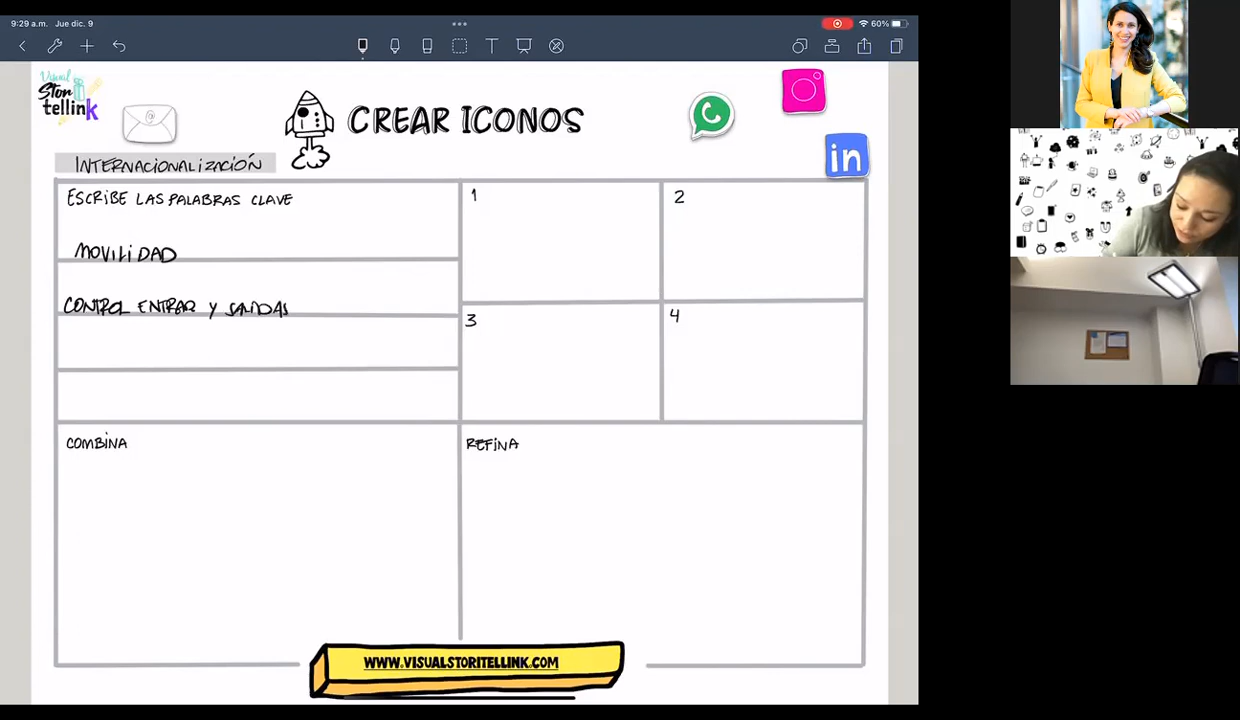 9:29 a.m. Jue dic. 9
60%
Visual
Stori
tellink
CREAR ICONOS
in
INTERNACIONALIZACIÓN
ESCRIBE LAS PALABRAS CLAVE
MOVILIDAD
CONTROL ENTRAR Y SALIDAS
1
2
3
4
COMBINA
REFINA
WWW.VISUALSTORITELLINK.COM